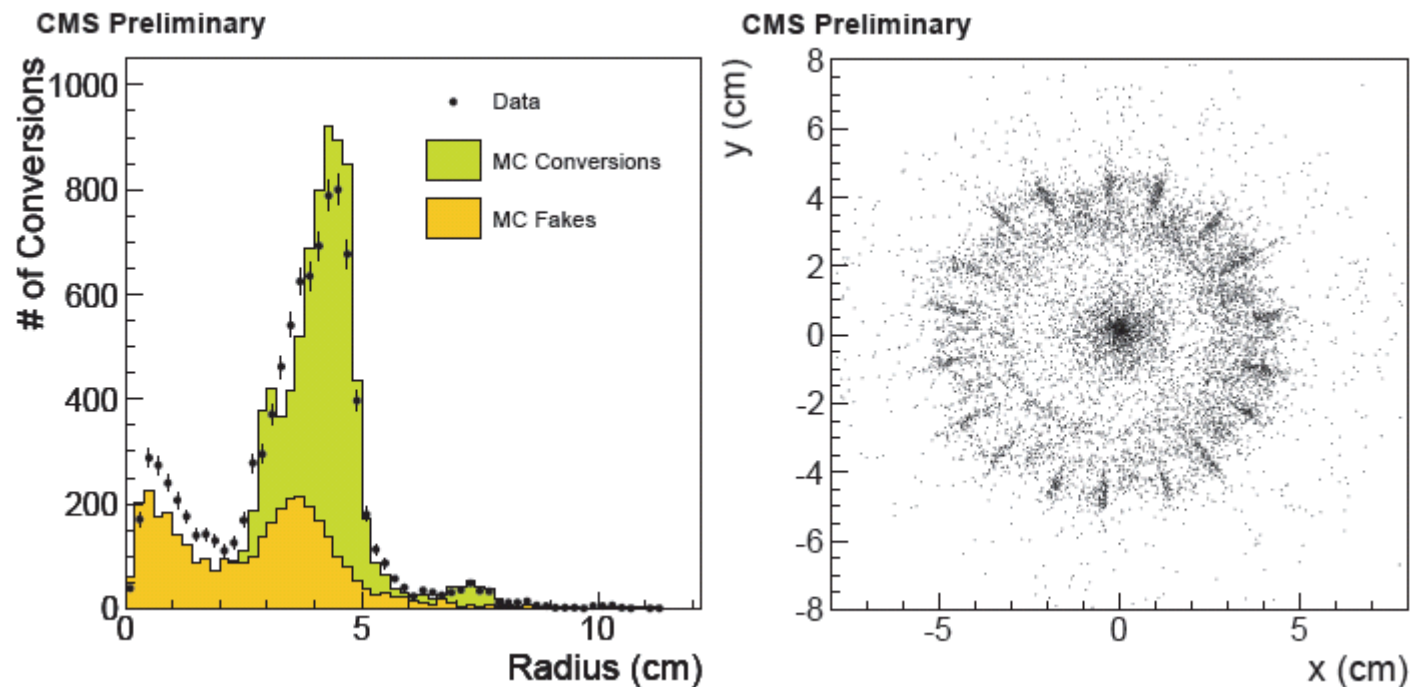 CMS Preliminary
# of Conversions
1000
800
600
400
200
0
Data
MC Conversions
MC Fakes
0
5
10
Radius (cm)
CMS Preliminary
y (cm)
8
6
4
2
0
-2
-4
-6
-8
-5
0
5
x (cm)